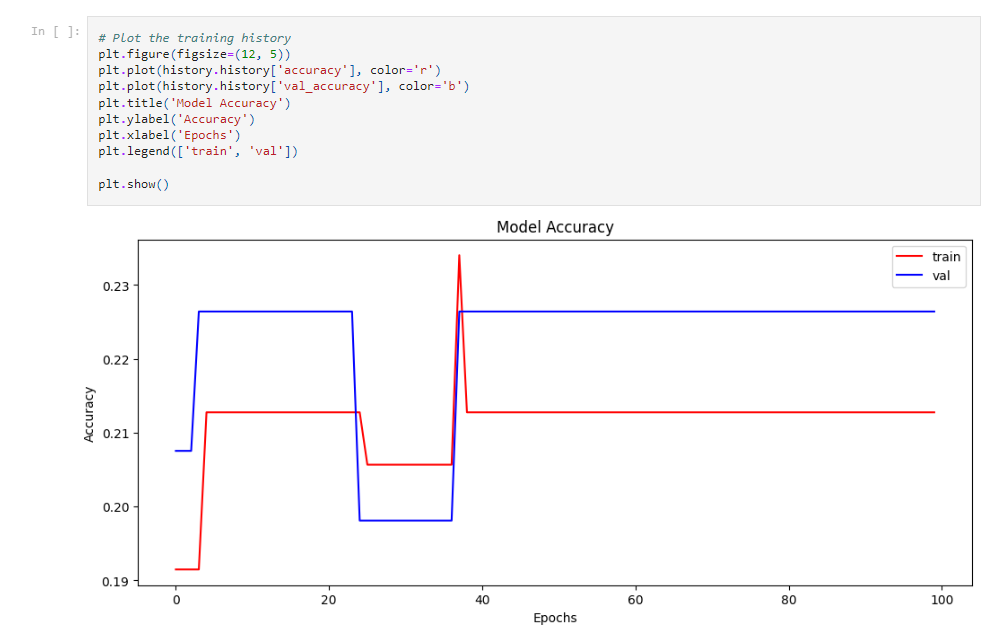 In [ ]:
# Plot the training history
plt.figure(figsize=(12, 5))
plt.plot(history.history['accuracy'], color='r')
plt.plot(history.history['val_accuracy'], color='b')
plt.title('Model Accuracy')
plt.ylabel('Accuracy')
plt.xlabel('Epochs')
plt.legend(['train', 'val'])
plt.show()
Model Accuracy
train
val
0.23
0.22
0.21
0.20
0.19
Accuracy
0 20 40 60 80 100
Epochs